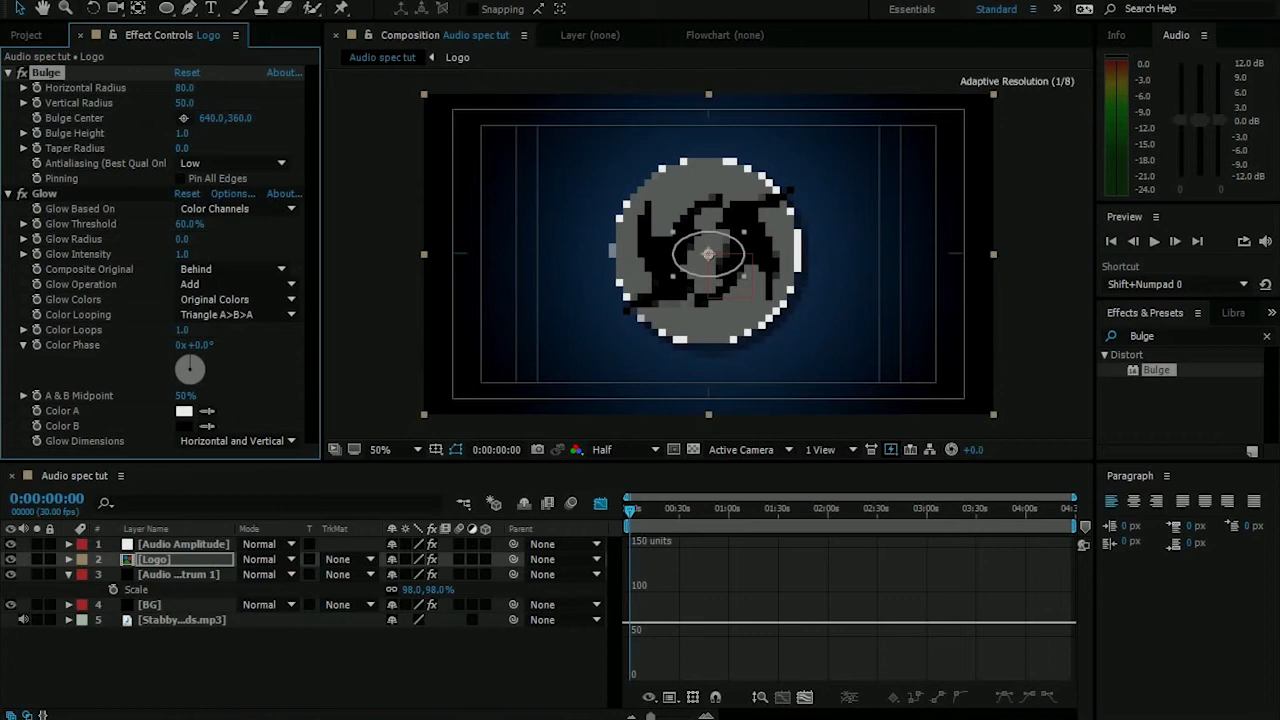 Snapping
Essentials
Standard
Search Help
Project
Effect Controls Logo
Audio spec tut • Logo
fx Bulge Reset About...
Horizontal Radius 80.0
Vertical Radius 50.0
Bulge Center 640.0,360.0
Bulge Height 1.0
Taper Radius 0.0
Antialiasing (Best Qual Onl Low
Pinning Pin All Edges
fx Glow Reset Options... About...
Glow Based On Color Channels
Glow Threshold 60.0%
Glow Radius 0.0
Glow Intensity 1.0
Composite Original Behind
Glow Operation Add
Glow Colors Original Colors
Color Looping Triangle A>B>A
Color Loops 1.0
Color Phase 0x +0.0°
A & B Midpoint 50%
Color A
Color B
Glow Dimensions Horizontal and Vertical
Composition Audio spec tut
Layer (none)
Flowchart (none)
Audio spec tut
Logo
Adaptive Resolution (1/8)
50% 0:00:00:00 Half Active Camera 1 View +0.0
Info
Audio
0.0
-3.0
-6.0
-9.0
-12.0
-15.0
-18.0
-21.0
-24.0
12.0 dB
9.0
6.0
3.0
0.0 dB
-3.0
-6.0
-9.0
-12.0 dB
Preview
Shortcut
Shift+Numpad 0
Effects & Presets
Libra
Bulge
Distort
Bulge
Paragraph
0 px 0 px 0 px
0 px 0 px
Audio spec tut
0:00:00:00
00000 (30.00 fps)
# Layer Name Mode T TrkMat fx Parent
1 [Audio Amplitude] Normal fx None
2 [Logo] Normal None fx None
3 [Audio ...trum 1] Normal None fx None
Scale 98.0,98.0%
4 [BG] Normal None fx None
5 [Stabby...ds.mp3] None
00:30s 01:00s 01:30s 02:00s 02:30s 03:00s 03:30s 04:00s
150 units
100
50
0